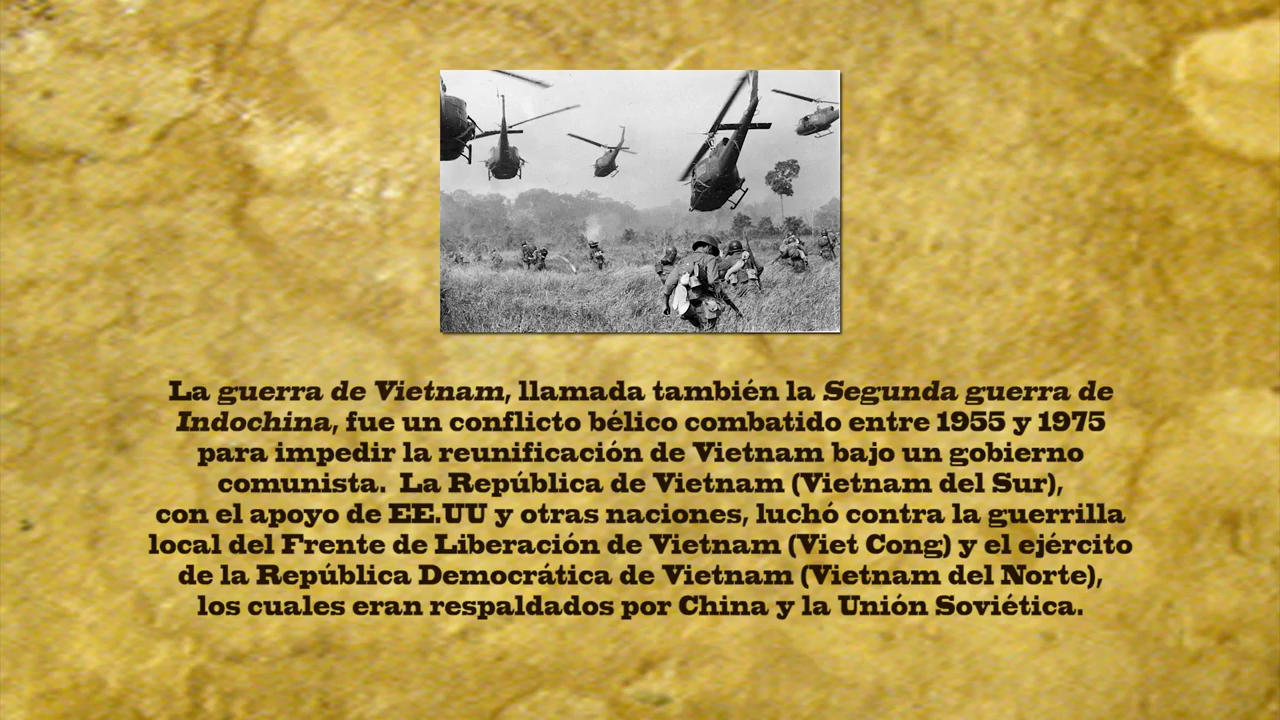 La guerra de Vietnam, llamada también la Segunda guerra de
Indochina, fue un conflicto bélico combatido entre 1955 y 1975
para impedir la reunificación de Vietnam bajo un gobierno
comunista.  La República de Vietnam (Vietnam del Sur),
con el apoyo de EE.UU y otras naciones, luchó contra la guerrilla
local del Frente de Liberación de Vietnam (Viet Cong) y el ejército
de la República Democrática de Vietnam (Vietnam del Norte),
los cuales eran respaldados por China y la Unión Soviética.